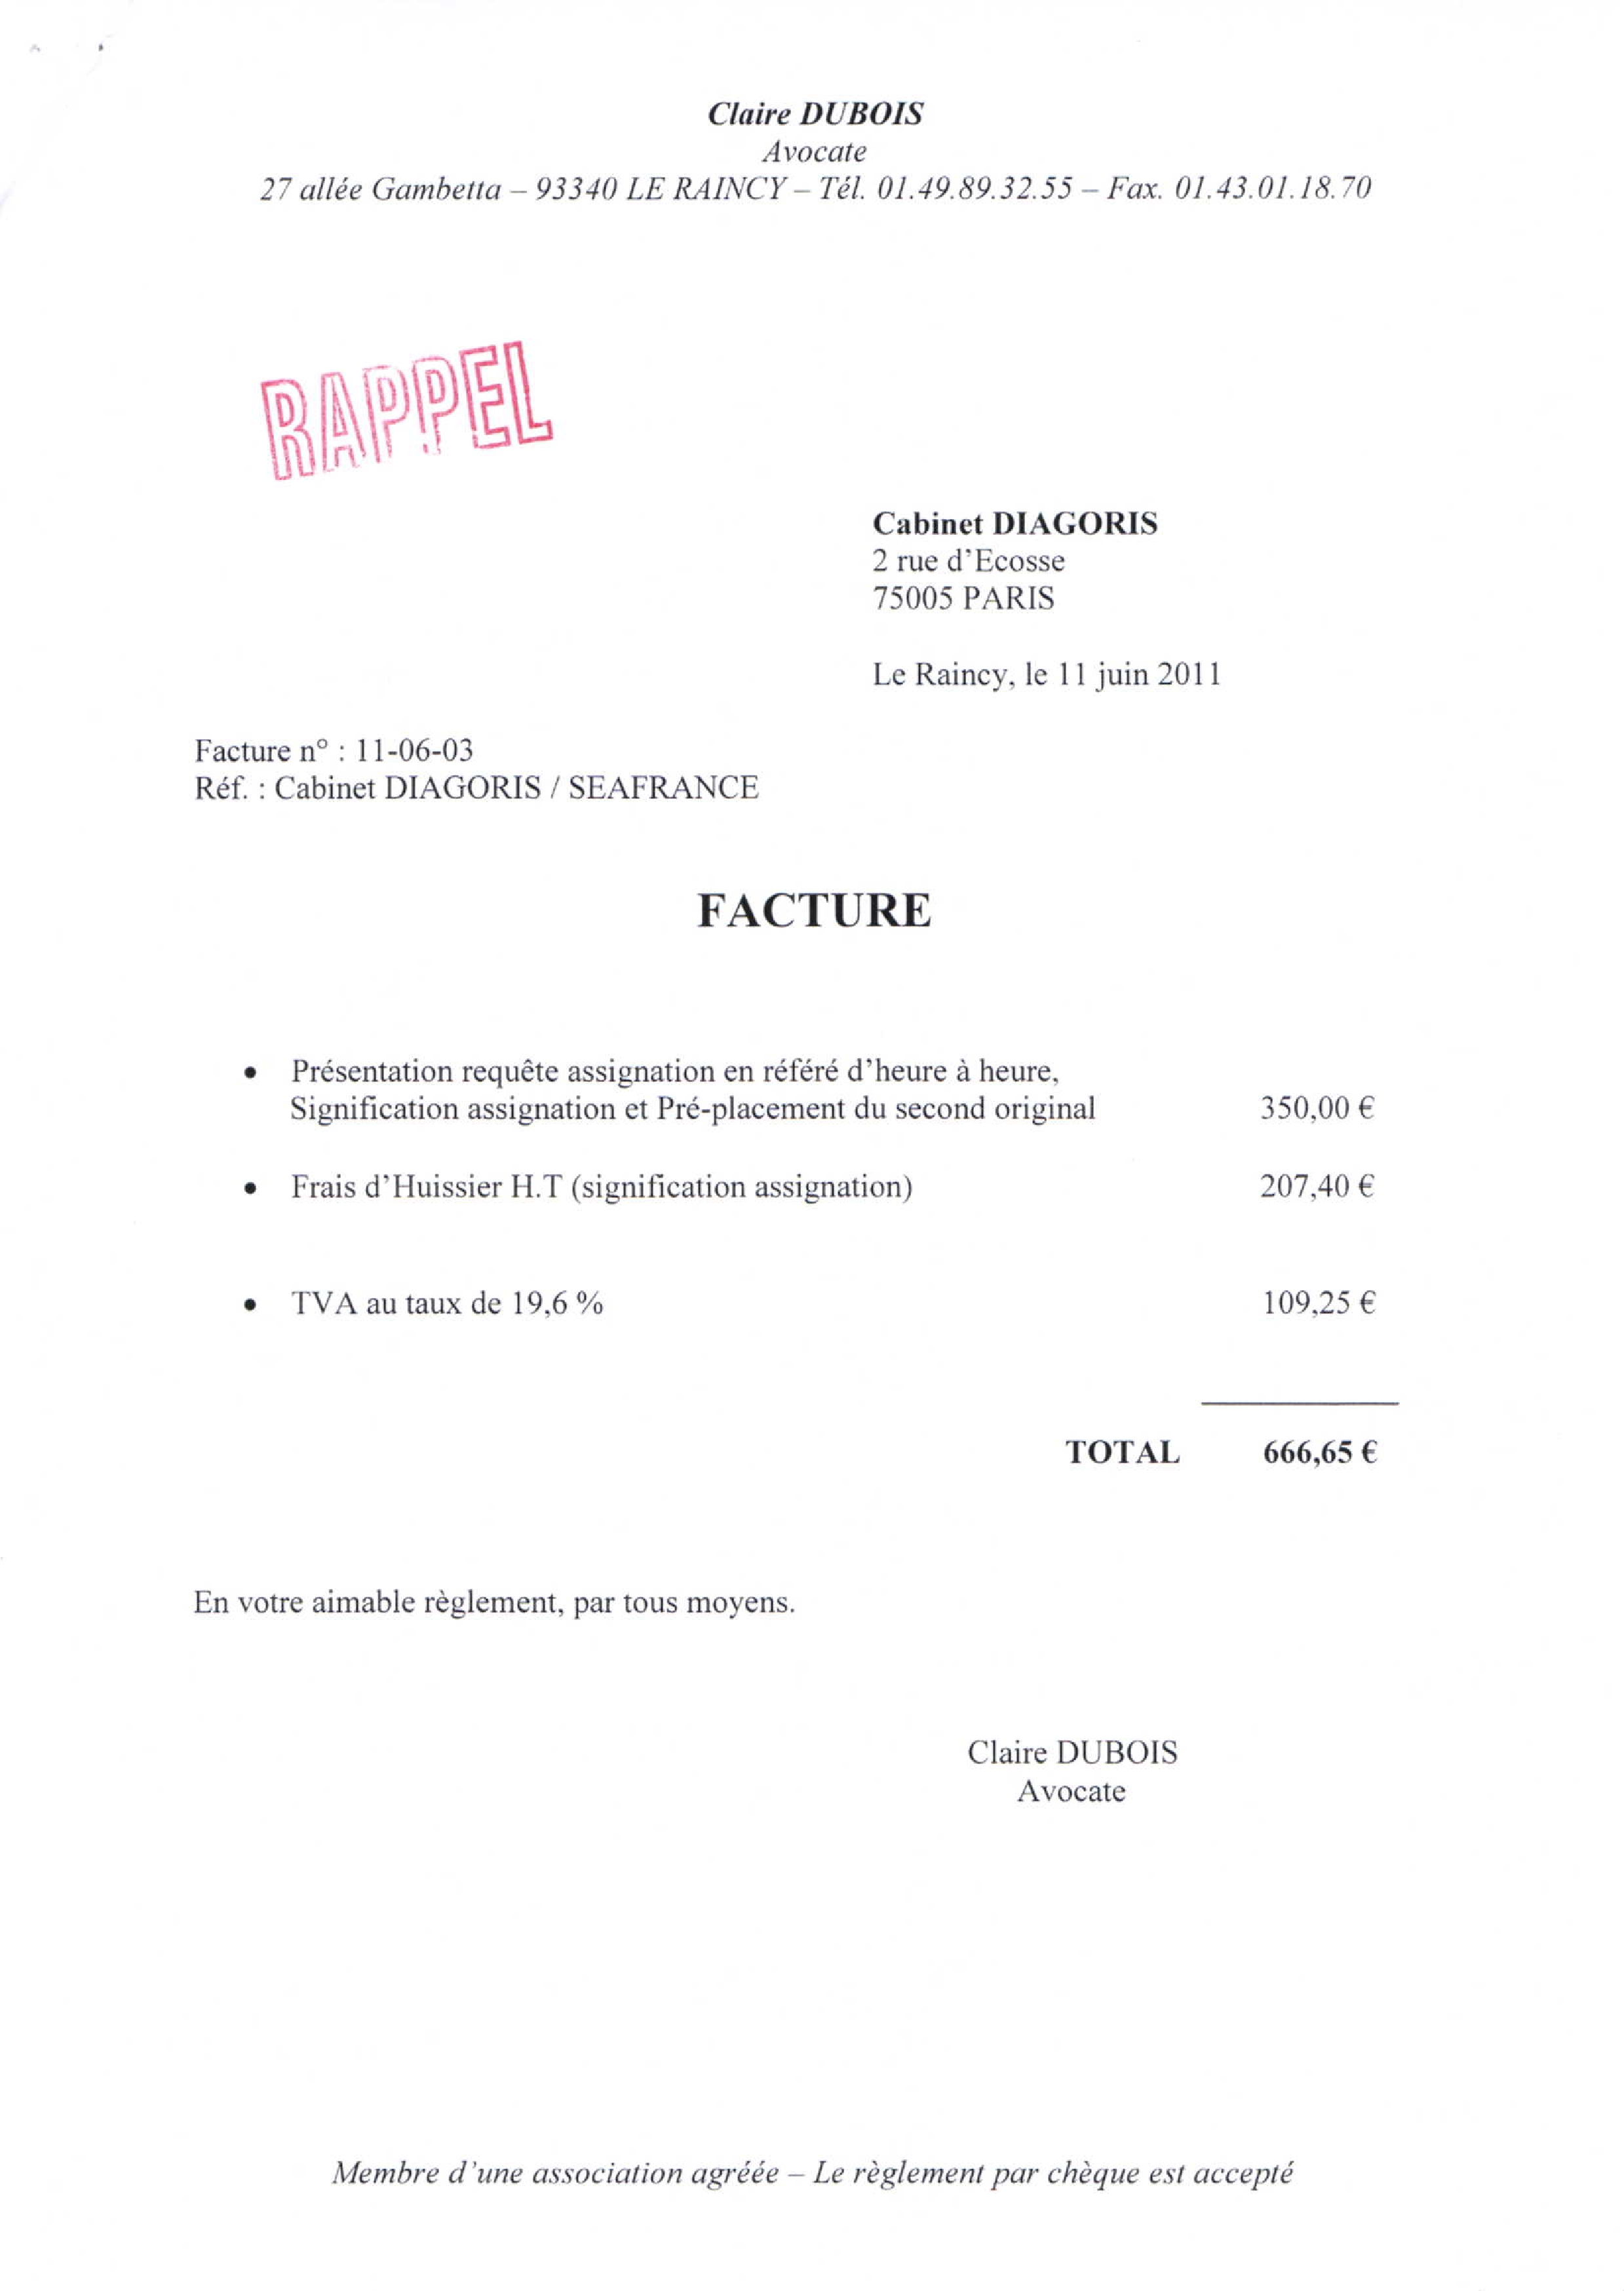 Claire DUBOIS
Avocate
27 allée Gambetta – 93340 LE RAINCY – Tél. 01.49.89.32.55 – Fax. 01.43.01.18.70
RAPPEL
Cabinet DIAGORIS
2 rue d'Ecosse
75005 PARIS
Le Raincy, le 11 juin 2011
Facture n° : 11-06-03
Réf. : Cabinet DIAGORIS / SEAFRANCE
FACTURE
• Présentation requête assignation en référé d'heure à heure,
Signification assignation et Pré-placement du second original 350,00 €
• Frais d'Huissier H.T (signification assignation) 207,40 €
• TVA au taux de 19,6 % 109,25 €
TOTAL 666,65 €
En votre aimable règlement, par tous moyens.
Claire DUBOIS
Avocate
Membre d'une association agréée – Le règlement par chèque est accepté